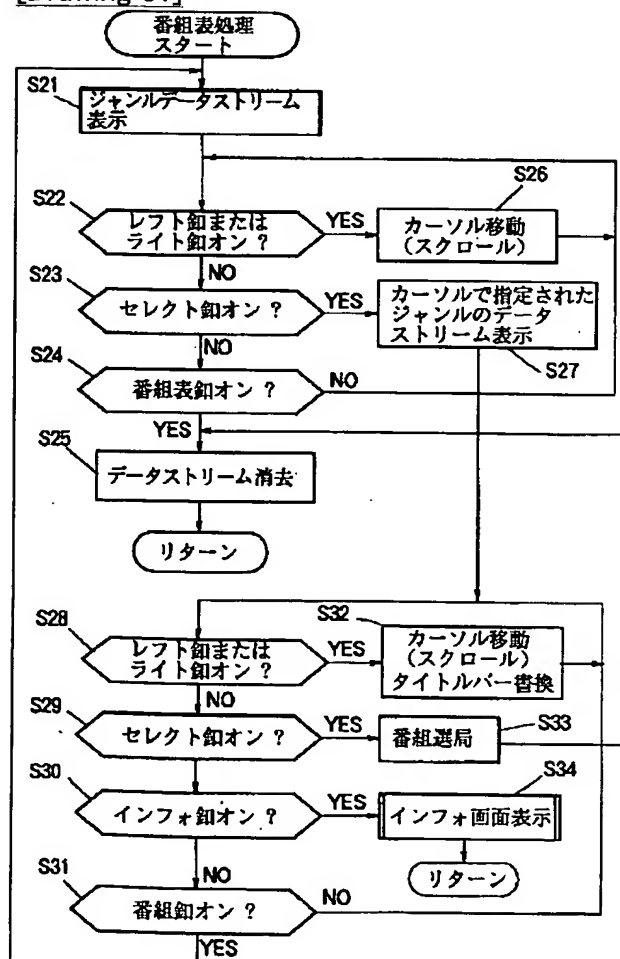 番組表処理
スタート
S21
ジャンルデータストリーム
表示
S22
レフト釦または
ライト釦オン ?
YES
S26
カーソル移動
(スクロール)
NO
S23
セレクト釦オン ?
YES
カーソルで指定された
ジャンルのデータ
ストリーム表示
S27
NO
S24
番組表釦オン ?
NO
YES
S25
データストリーム消去
リターン
S28
レフト釦または
ライト釦オン ?
YES
S32
カーソル移動
(スクロール)
タイトルバー書換
NO
S29
セレクト釦オン ?
YES
番組選局
S33
S30
インフォ釦オン ?
YES
インフォ画面表示
S34
リターン
NO
S31
番組釦オン ?
NO
YES